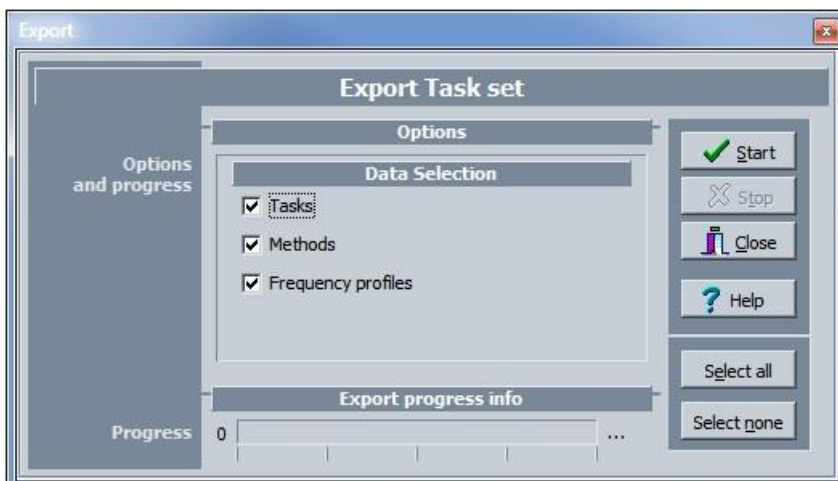 Export
Export Task set
Options
and progress
Options
Data Selection
Tasks
Methods
Frequency profiles
Start
Stop
Close
Help
Select all
Select none
Export progress info
Progress
0
...